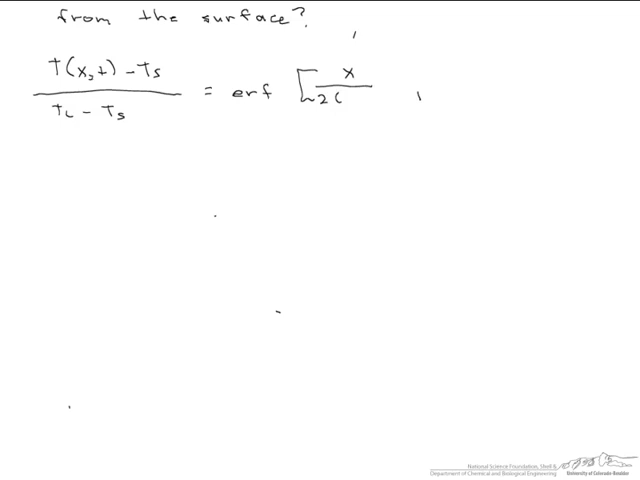 from the surface?
T(x,t) - Ts
Ti - Ts
= erf [ x
2(
National Science Foundation, Shell &
Department of Chemical and Biological Engineering
University of Colorado Boulder